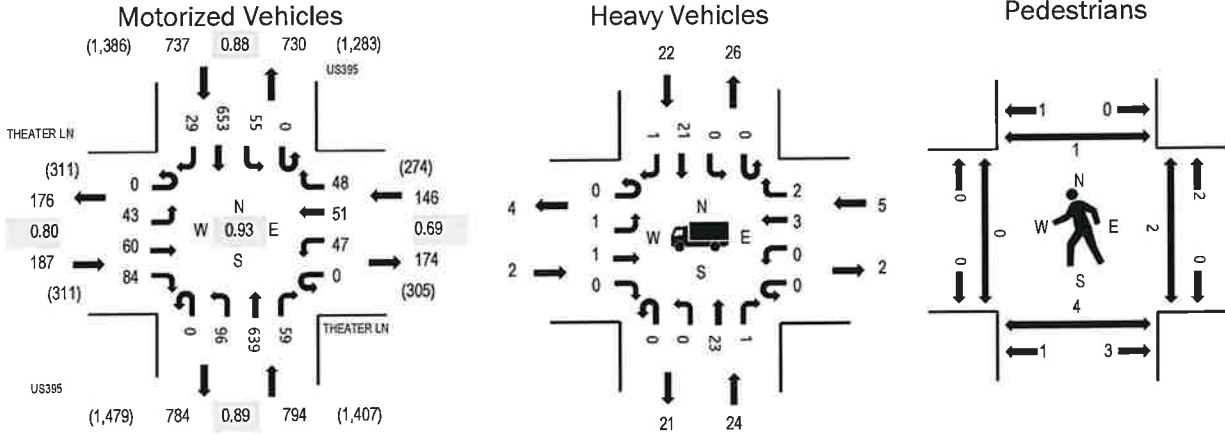 Motorized Vehicles
(1,386) 737 0.88 730 (1,283)
US395
29 653 55 0
THEATER LN
(311)
176
0.80
187
(311)
0
43
60
84
N
W 0.93 E
S
48
51
47
0
(274)
146
0.69
174
(305)
0 96 639 59
THEATER LN
US395
(1,479) 784 0.89 794 (1,407)
Heavy Vehicles
22 26
1 21 0 0
4
2
0
1
1
0
N
W E
S
2
3
0
0
5
2
0 0 23 1
21 24
Pedestrians
1 0
1
0 0
0
N
W E
S
2
2 0
4
1 3